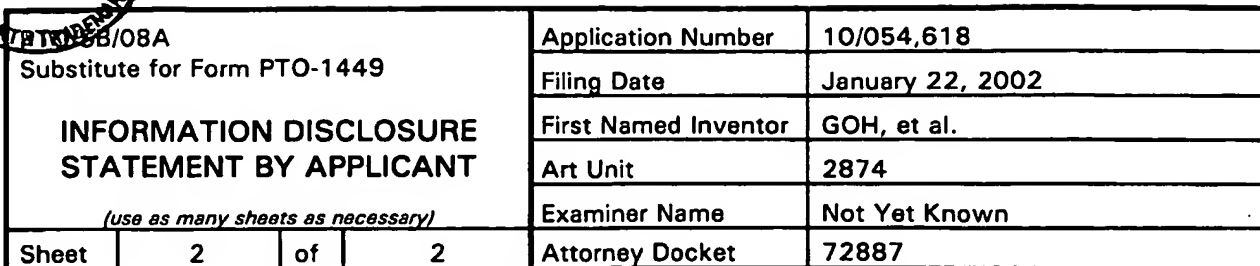 /08A
Substitute for Form PTO-1449
INFORMATION DISCLOSURE
STATEMENT BY APPLICANT
(use as many sheets as necessary)
Sheet 2 of 2
Application Number 10/054,618
Filing Date January 22, 2002
First Named Inventor GOH, et al.
Art Unit 2874
Examiner Name Not Yet Known
Attorney Docket 72887